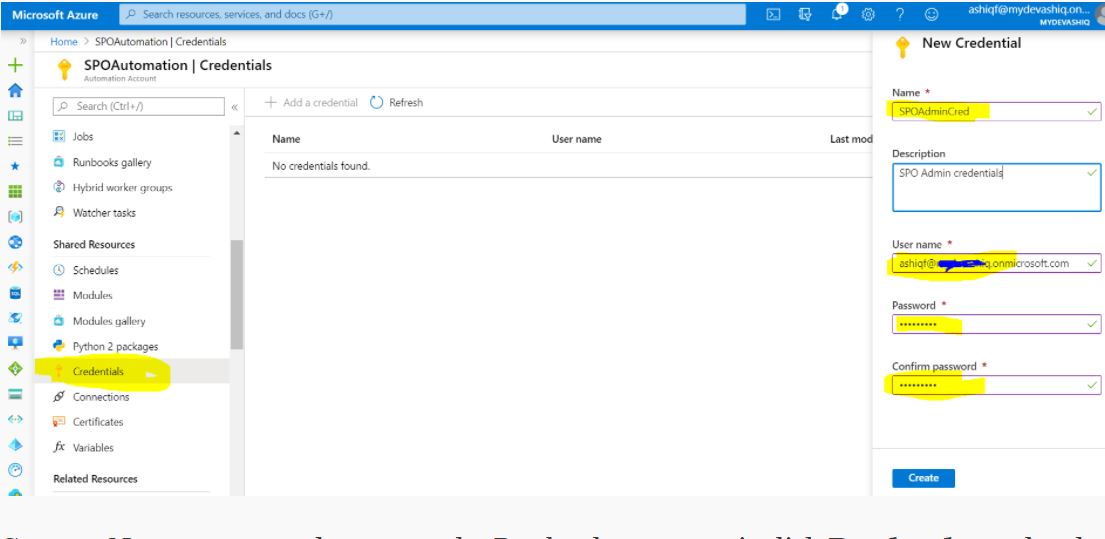 Microsoft Azure
Search resources, services, and docs (G+/)
1
ashiqf@mydevashiq.on...
MYDEVASHIQ
Home > SPOAutomation | Credentials
SPOAutomation | Credentials
Automation Account
Search (Ctrl+/)
«
Jobs
Runbooks gallery
Hybrid worker groups
Watcher tasks
Shared Resources
Schedules
Modules
Modules gallery
Python 2 packages
Credentials
Connections
Certificates
fx Variables
Related Resources
+ Add a credential Refresh
Name User name Last mod
No credentials found.
New Credential
Name *
SPOAdminCred
Description
SPO Admin credentials
User name *
ashiqf@ iq.onmicrosoft.com
Password *
•••••••••
Confirm password *
•••••••••
Create